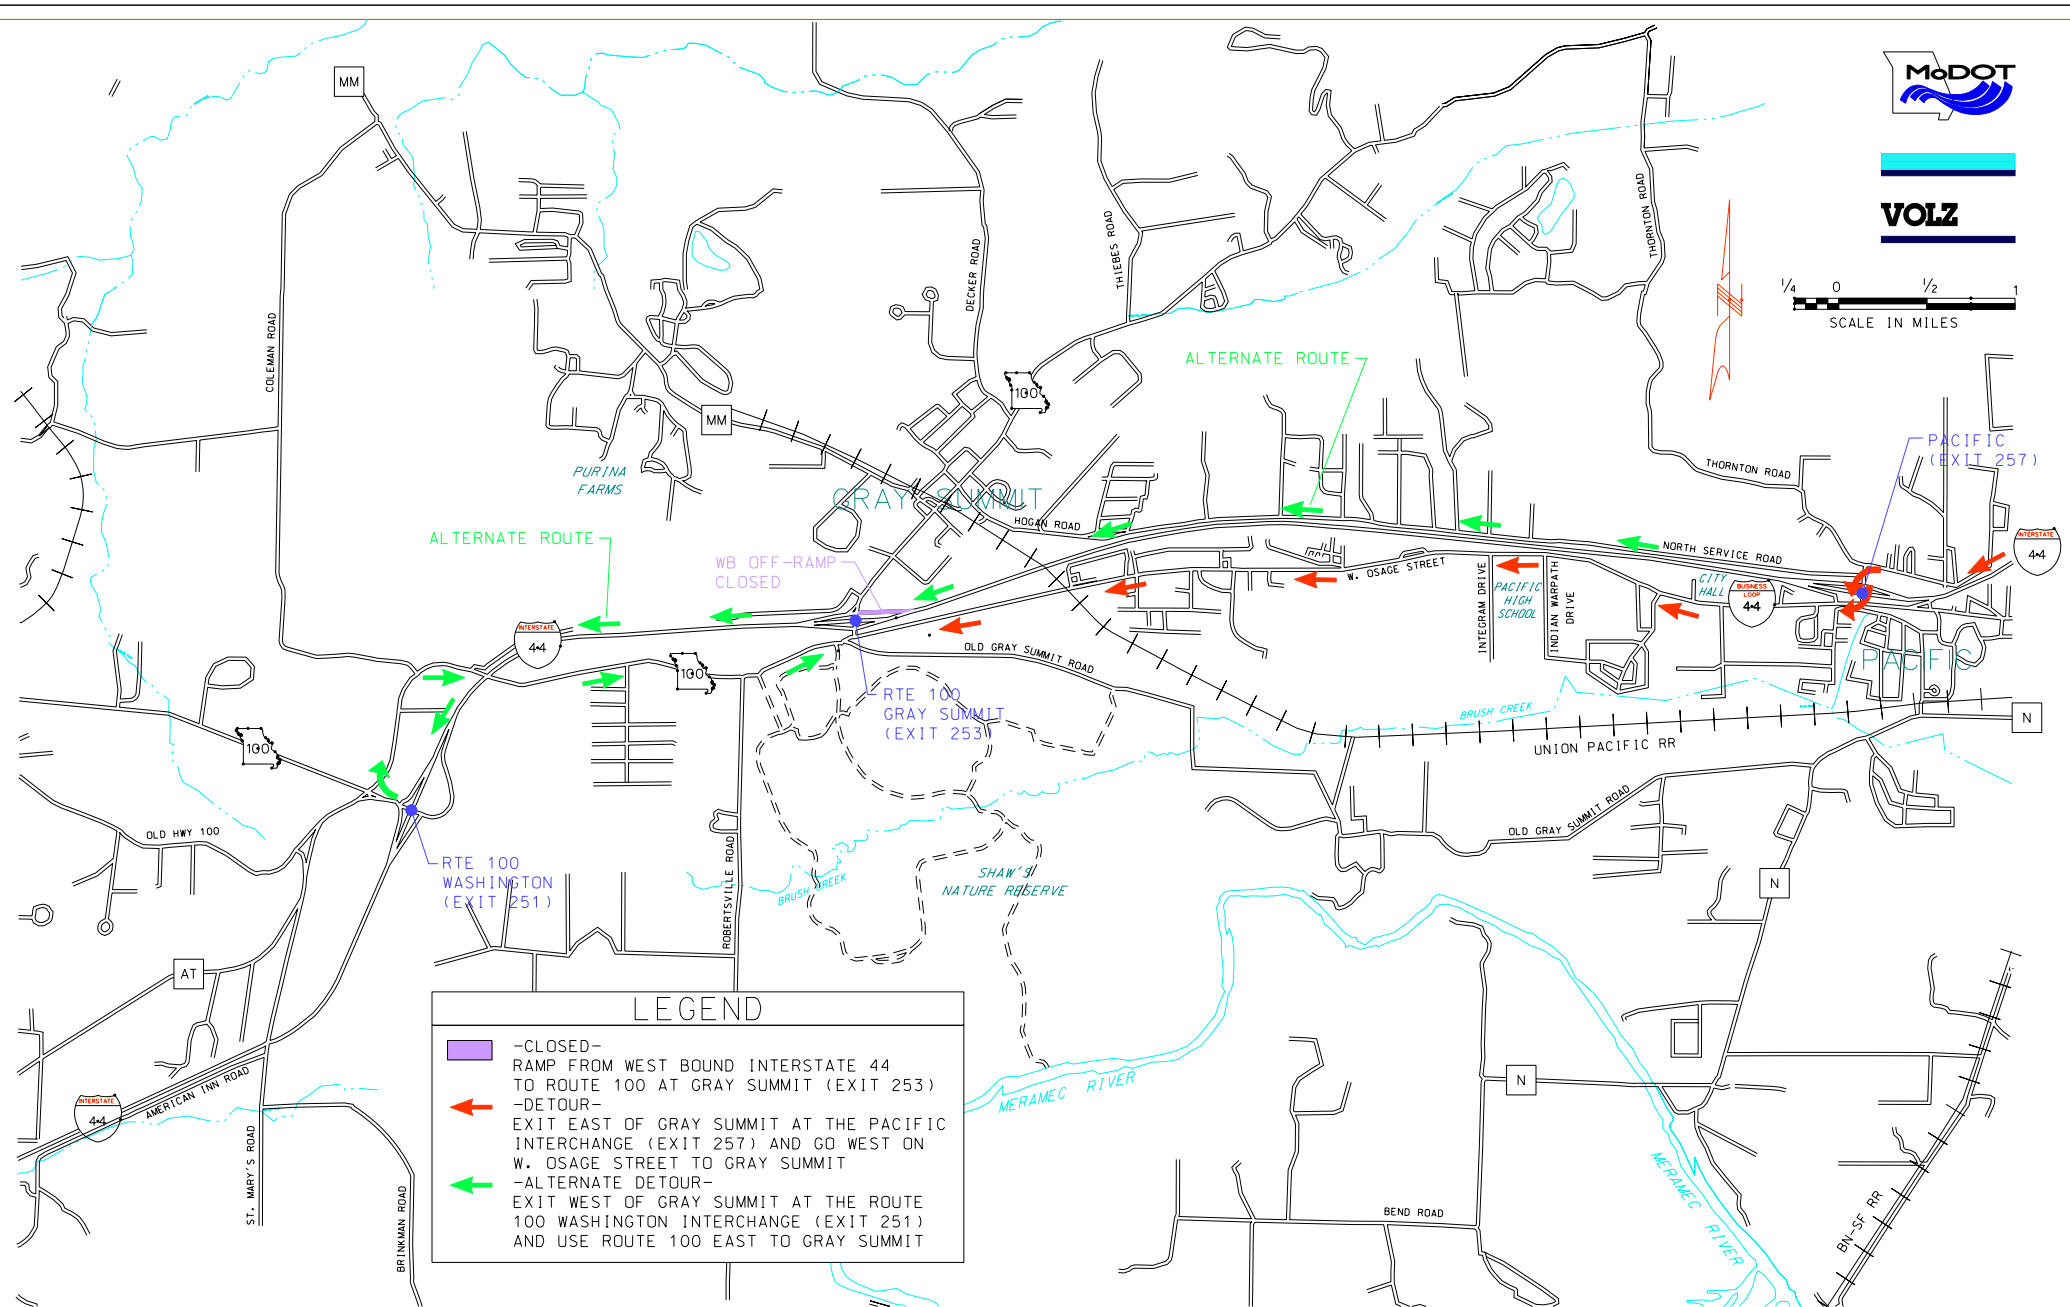 MM
MoDOT
VOLZ
1/4 0 1/2 1
SCALE IN MILES
COLEMAN ROAD
DECKER ROAD
THIEBES ROAD
THORNTON ROAD
ALTERNATE ROUTE
100
MM
PURINA
FARMS
GRAY SUMMIT
HOGAN ROAD
THORNTON ROAD
PACIFIC
(EXIT 257)
ALTERNATE ROUTE
WB OFF-RAMP
CLOSED
NORTH SERVICE ROAD
INTERSTATE
44
W. OSAGE STREET
INTEGRAM DRIVE
PACIFIC
HIGH
SCHOOL
INDIAN WARPATH
DRIVE
CITY
HALL
BUSINESS
LOOP
44
INTERSTATE
44
OLD GRAY SUMMIT ROAD
100
PACIFIC
RTE 100
GRAY SUMMIT
(EXIT 253)
BRUSH CREEK
UNION PACIFIC RR
N
100
OLD HWY 100
RTE 100
WASHINGTON
(EXIT 251)
ROBERTSVILLE ROAD
BRUSH CREEK
SHAW'S
NATURE RESERVE
OLD GRAY SUMMIT ROAD
N
AT
INTERSTATE
44
AMERICAN INN ROAD
ST. MARY'S ROAD
BRINKMAN ROAD
MERAMEC RIVER
N
MERAMEC RIVER
BEND ROAD
BN-SF RR
LEGEND
-CLOSED-
RAMP FROM WEST BOUND INTERSTATE 44
TO ROUTE 100 AT GRAY SUMMIT (EXIT 253)
-DETOUR-
EXIT EAST OF GRAY SUMMIT AT THE PACIFIC
INTERCHANGE (EXIT 257) AND GO WEST ON
W. OSAGE STREET TO GRAY SUMMIT
-ALTERNATE DETOUR-
EXIT WEST OF GRAY SUMMIT AT THE ROUTE
100 WASHINGTON INTERCHANGE (EXIT 251)
AND USE ROUTE 100 EAST TO GRAY SUMMIT